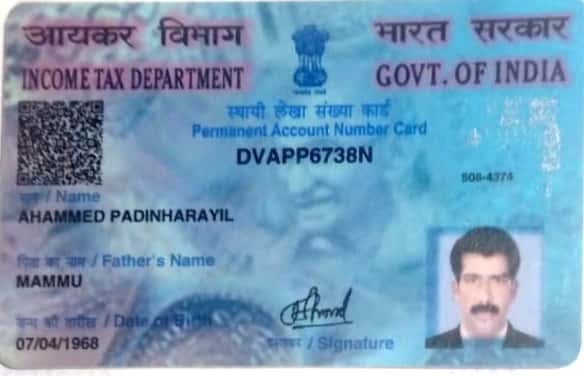 आयकर विभाग
INCOME TAX DEPARTMENT
भारत सरकार
GOVT. OF INDIA
स्थायी लेखा संख्या कार्ड
Permanent Account Number Card
DVAPP6738N
508-4374
नाम / Name
AHAMMED PADINHARAYIL
पिता का नाम / Father's Name
MAMMU
जन्म की तारीख / Date of Birth
07/04/1968
हस्ताक्षर / Signature